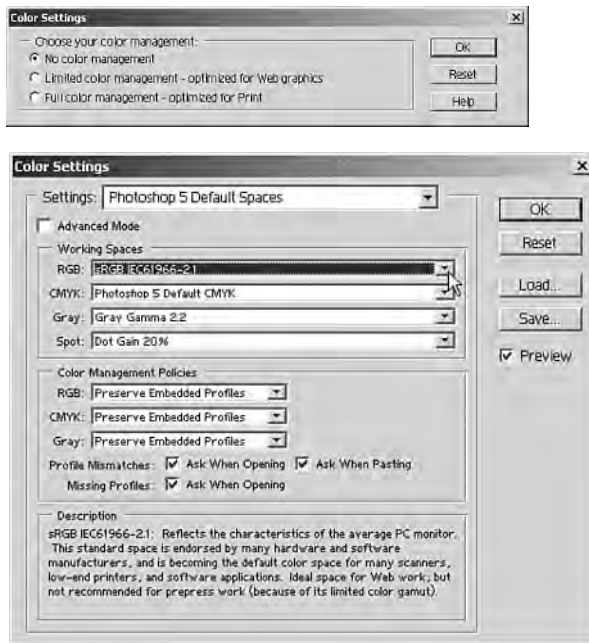 Color Settings
Choose your color management:
No color management
Limited color management - optimized for Web graphics
Full color management - optimized for Print
OK
Reset
Help
Color Settings
Settings: Photoshop 5 Default Spaces
Advanced Mode
Working Spaces
RGB: sRGB IEC61966-2.1
CMYK: Photoshop 5 Default CMYK
Gray: Gray Gamma 2.2
Spot: Dot Gain 20%
Color Management Policies
RGB: Preserve Embedded Profiles
CMYK: Preserve Embedded Profiles
Gray: Preserve Embedded Profiles
Profile Mismatches: Ask When Opening Ask When Pasting
Missing Profiles: Ask When Opening
Description
sRGB IEC61966-2.1: Reflects the characteristics of the average PC monitor.
This standard space is endorsed by many hardware and software
manufacturers, and is becoming the default color space for many scanners,
low-end printers, and software applications. Ideal space for Web work, but
not recommended for prepress work (because of its limited color gamut).
OK
Reset
Load...
Save...
Preview